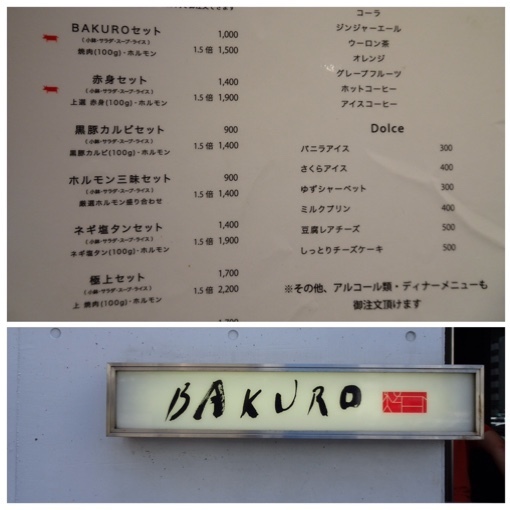 BAKUROセット 1,000
(小鉢・サラダ・スープ・ライス)
焼肉(100g)・ホルモン 1.5倍 1,500
赤身セット 1,400
(小鉢・サラダ・スープ・ライス)
上選 赤身(100g)・ホルモン 1.5倍 1,900
黒豚カルビセット 900
(小鉢・サラダ・スープ・ライス)
黒豚カルビ(100g)・ホルモン 1.5倍 1,400
ホルモン三昧セット 900
(小鉢・サラダ・スープ・ライス)
厳選ホルモン盛り合わせ 1.5倍 1,400
ネギ塩タンセット 1,400
(小鉢・サラダ・スープ・ライス)
ネギ塩タン(100g)・ホルモン 1.5倍 1,900
極上セット 1,700
(小鉢・サラダ・スープ・ライス)
上 焼肉(100g)・ホルモン 1.5倍 2,200
コーラ
ジンジャーエール
ウーロン茶
オレンジ
グレープフルーツ
ホットコーヒー
アイスコーヒー
Dolce
バニラアイス 300
さくらアイス 400
ゆずシャーベット 300
ミルクプリン 400
豆腐レアチーズ 500
しっとりチーズケーキ 500
※その他、アルコール類・ディナーメニューも
御注文頂けます
BAKURO